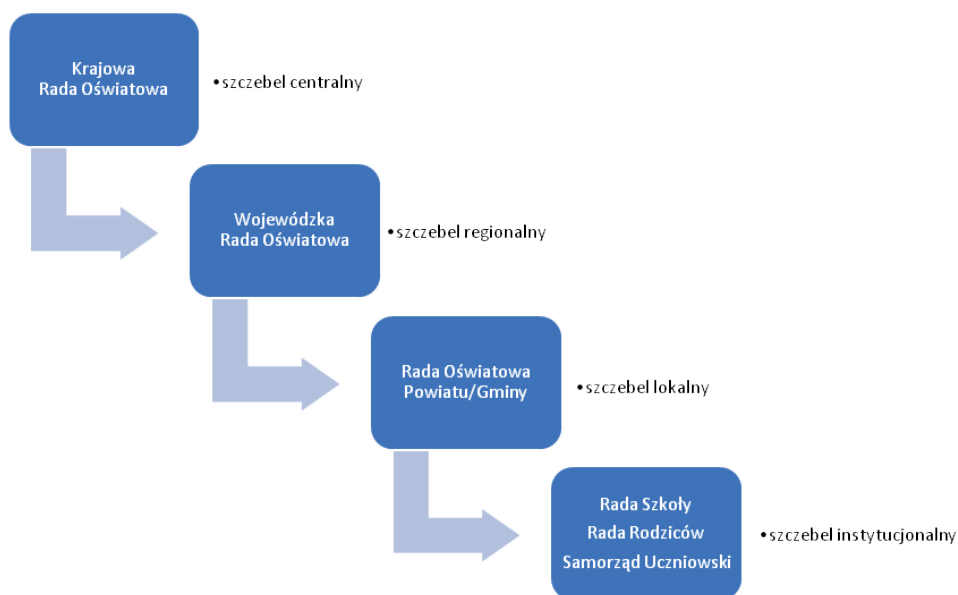 Krajowa
Rada Oświatowa
•szczebel centralny
Wojewódzka
Rada Oświatowa
•szczebel regionalny
Rada Oświatowa
Powiatu/Gminy
•szczebel lokalny
Rada Szkoły
Rada Rodziców
Samorząd Uczniowski
•szczebel instytucjonalny